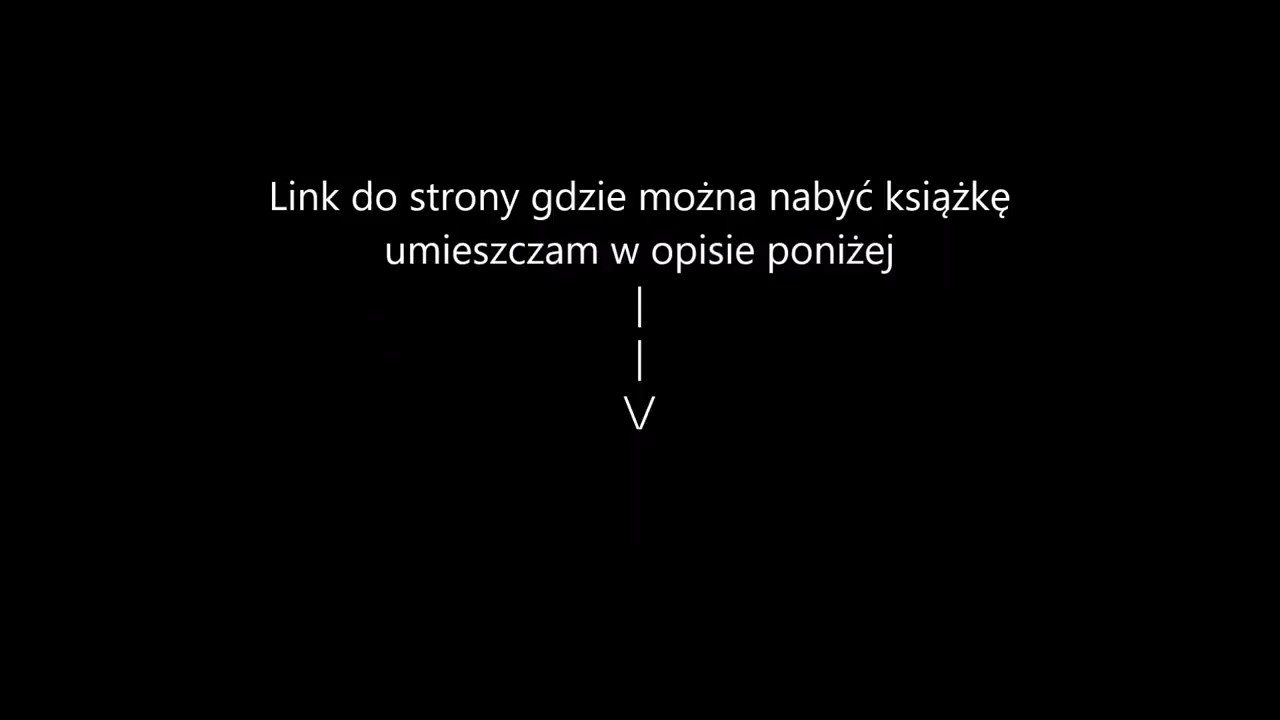 Link do strony gdzie można nabyć książkę
umieszczam w opisie poniżej
|
|
\/